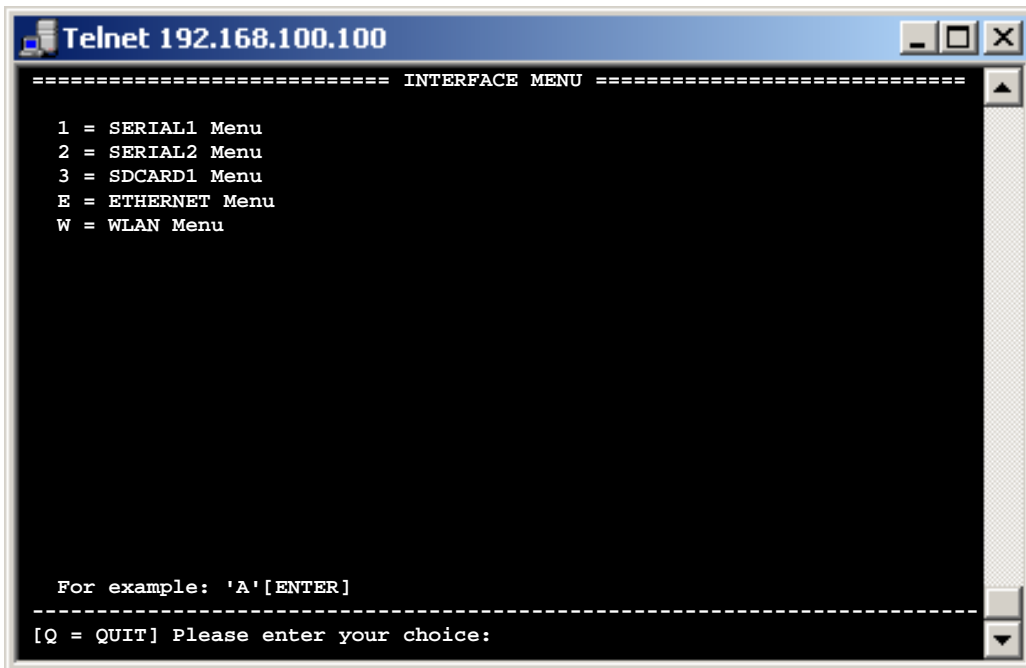 Telnet 192.168.100.100
============================ INTERFACE MENU =============================
1 = SERIAL1 Menu
2 = SERIAL2 Menu
3 = SDCARD1 Menu
E = ETHERNET Menu
W = WLAN Menu
For example: 'A'[ENTER]
--------------------------------------------------------------------------
[Q = QUIT] Please enter your choice: